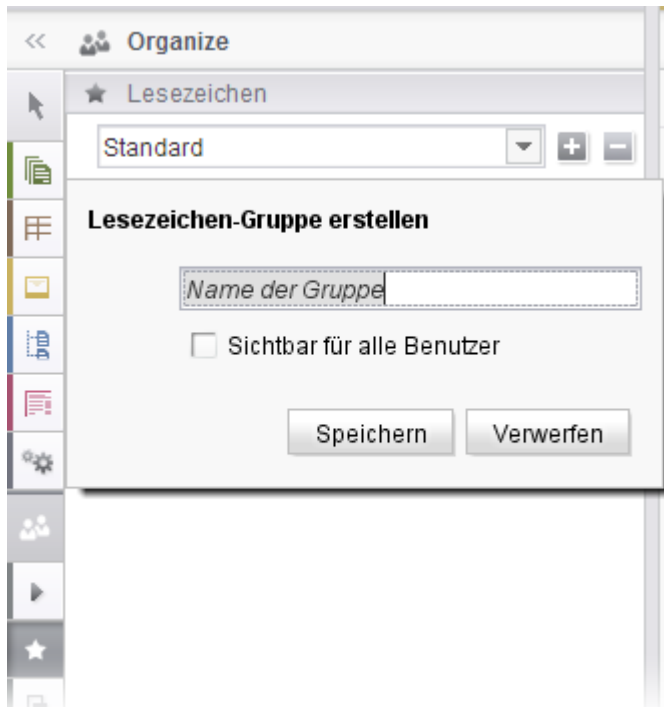 Organize
Lesezeichen
Standard
Lesezeichen-Gruppe erstellen
Name der Gruppe
Sichtbar für alle Benutzer
Speichern Verwerfen